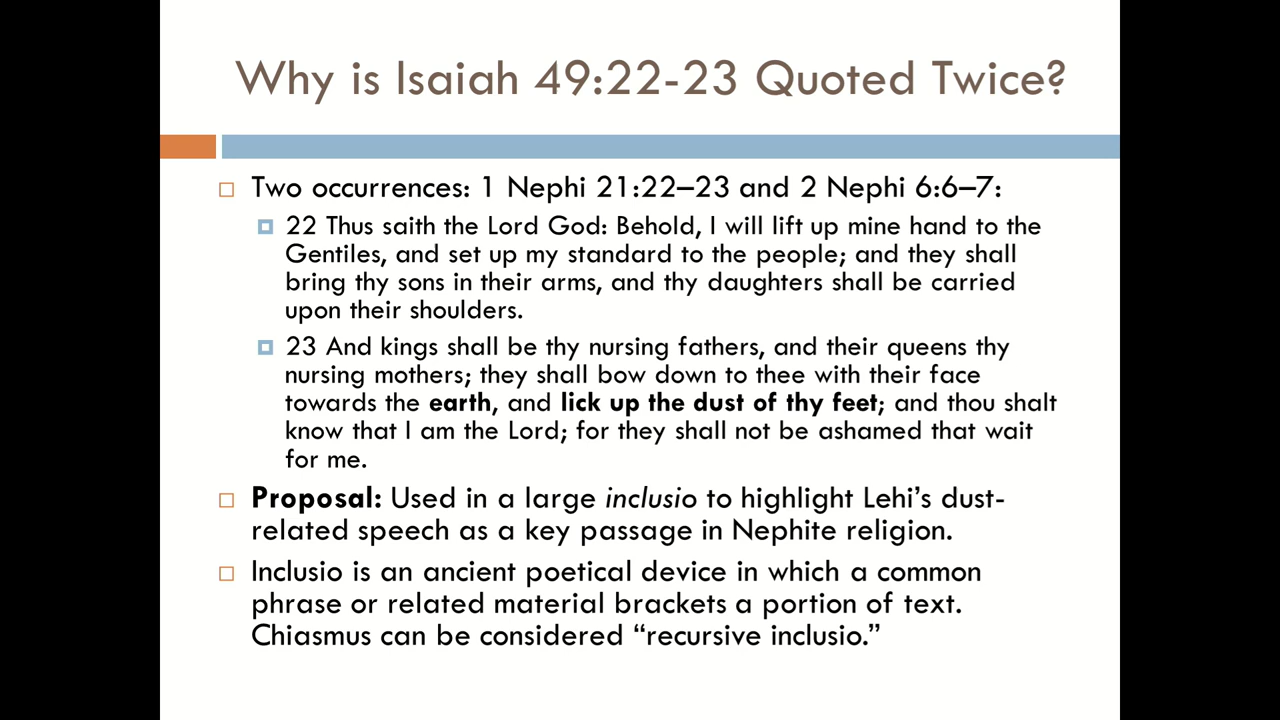 Why is Isaiah 49:22-23 Quoted Twice?
Two occurrences: 1 Nephi 21:22–23 and 2 Nephi 6:6–7:
22 Thus saith the Lord God: Behold, I will lift up mine hand to the
Gentiles, and set up my standard to the people; and they shall
bring thy sons in their arms, and thy daughters shall be carried
upon their shoulders.
23 And kings shall be thy nursing fathers, and their queens thy
nursing mothers; they shall bow down to thee with their face
towards the earth, and lick up the dust of thy feet; and thou shalt
know that I am the Lord; for they shall not be ashamed that wait
for me.
Proposal: Used in a large inclusio to highlight Lehi’s dust-
related speech as a key passage in Nephite religion.
Inclusio is an ancient poetical device in which a common
phrase or related material brackets a portion of text.
Chiasmus can be considered “recursive inclusio.”